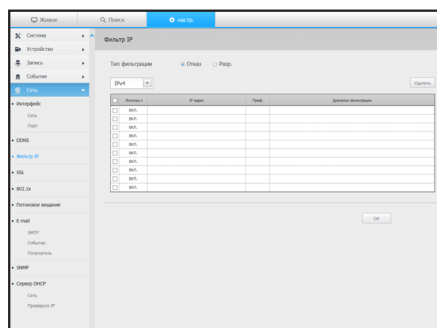 Живое
Поиск
настр.
Система
Устройство
Запись
Событие
Сеть
Интерфейс
Сеть
Порт
DDNS
Фильтр IP
SSL
802.1x
Потоковое вещание
E-mail
SMTP
Событие
Получатель
SNMP
Сервер DHCP
Сеть
Проверьте IP
Фильтр IP
Тип фильтрации Отказ Разр.
IPv4
Удалить
IP адрес Преф. Диапазон фильтрации
ВКЛ.
ВКЛ.
ВКЛ.
ВКЛ.
ВКЛ.
ВКЛ.
ВКЛ.
ВКЛ.
ВКЛ.
ВКЛ.
OK